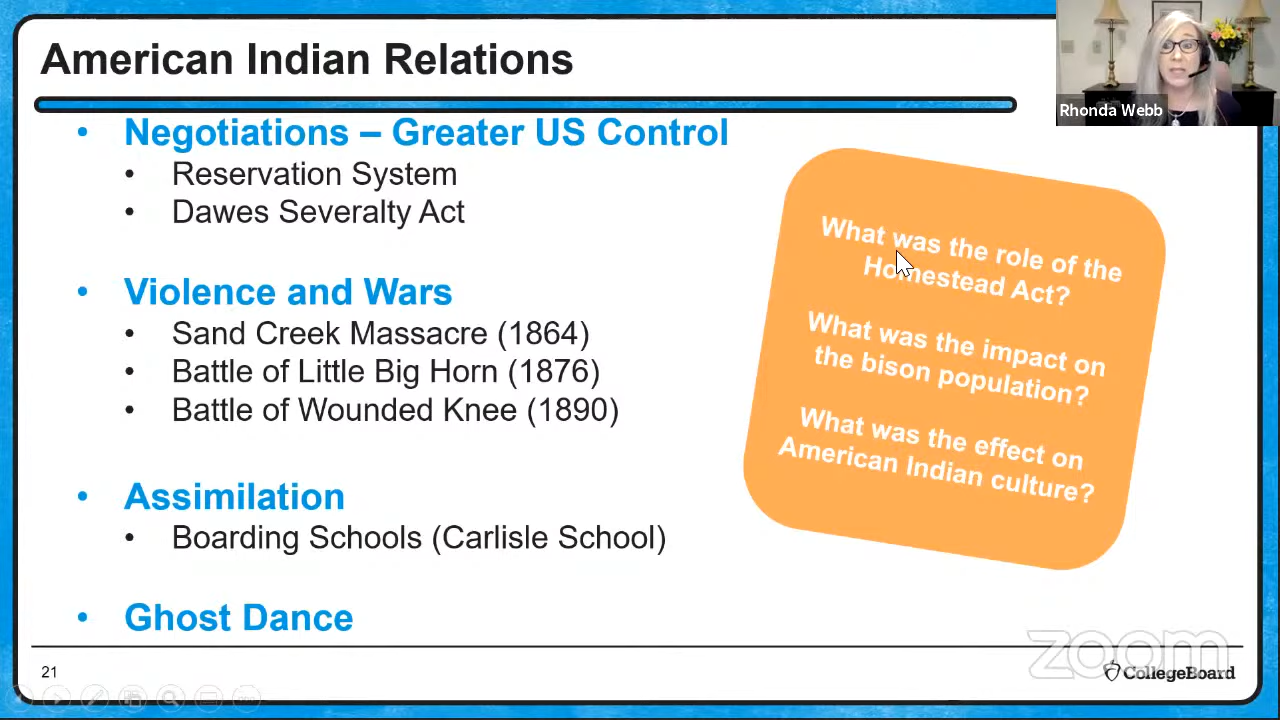 American Indian Relations
Rhonda Webb
• Negotiations – Greater US Control
• Reservation System
• Dawes Severalty Act
• Violence and Wars
• Sand Creek Massacre (1864)
• Battle of Little Big Horn (1876)
• Battle of Wounded Knee (1890)
• Assimilation
• Boarding Schools (Carlisle School)
• Ghost Dance
What was the role of the
Homestead Act?
What was the impact on
the bison population?
What was the effect on
American Indian culture?
21
zoom
CollegeBoard